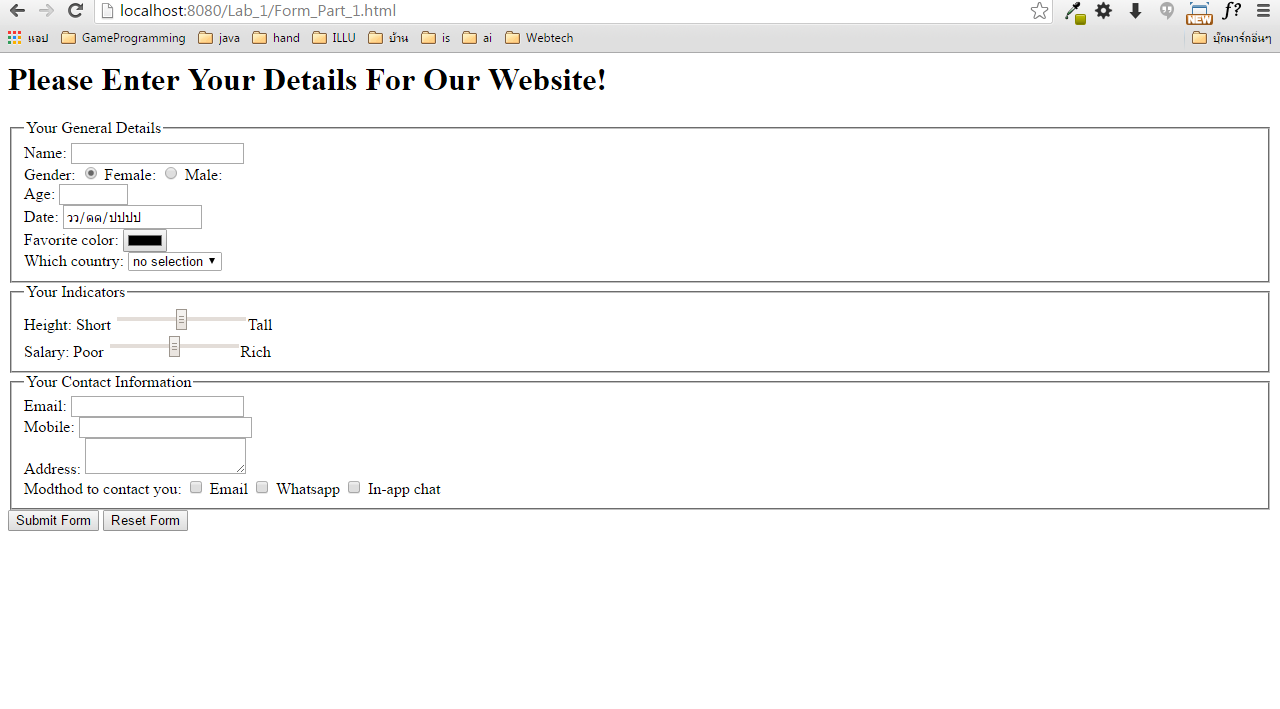 localhost:8080/Lab_1/Form_Part_1.html
NEW f?
แอป GameProgramming java hand ILLU บ้าน is ai Webtech บุ๊กมาร์กอื่นๆ
Please Enter Your Details For Our Website!
Your General Details
Name:
Gender: Female: Male:
Age:
Date: วว/ดด/ปปปป
Favorite color:
Which country: no selection
Your Indicators
Height: Short Tall
Salary: Poor Rich
Your Contact Information
Email:
Mobile:
Address:
Modthod to contact you: Email Whatsapp In-app chat
Submit Form Reset Form